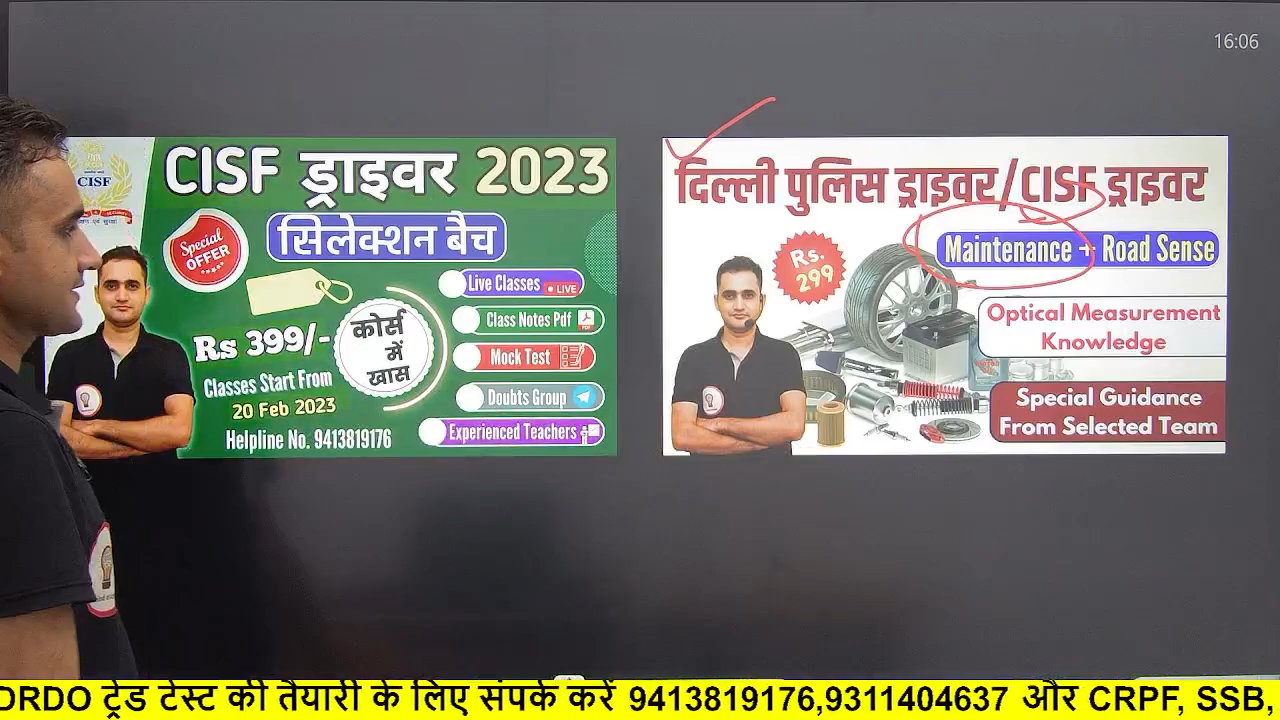 16:06
CISF
CISF ड्राइवर 2023
सिलेक्शन बैच
Special
OFFER
Live Classes
LIVE
Class Notes Pdf
PDF
Mock Test
Doubts Group
Experienced Teachers
Rs 399/-
कोर्स
में
खास
Classes Start From
20 Feb 2023
Helpline No. 9413819176
दिल्ली पुलिस ड्राइवर/CISF ड्राइवर
Maintenance + Road Sense
Rs.
299
Optical Measurement
Knowledge
Special Guidance
From Selected Team
DRDO ट्रेड टेस्ट की तैयारी के लिए संपर्क करें 9413819176,9311404637 और CRPF, SSB,